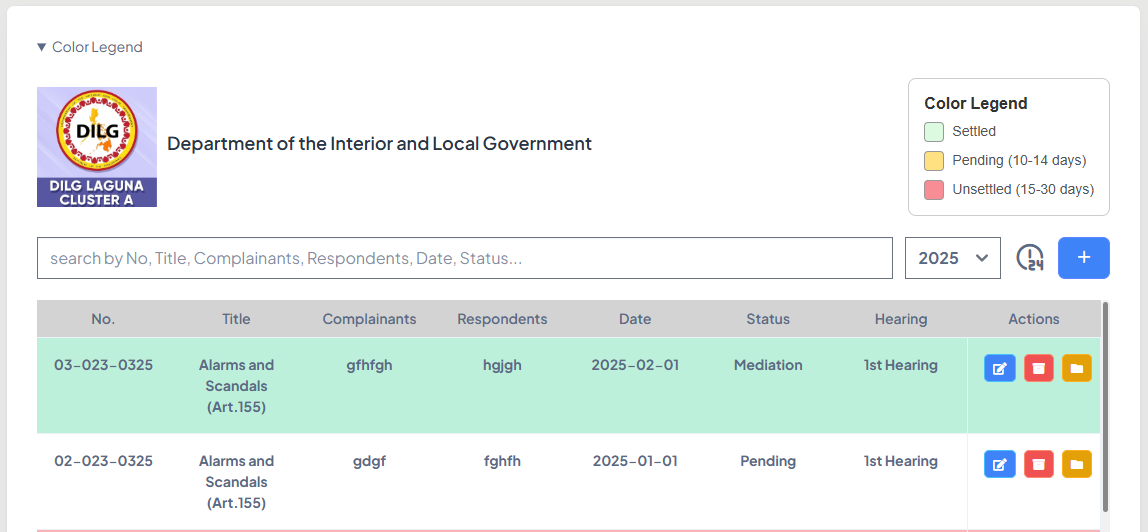 ▼ Color Legend
DILG
DILG LAGUNA
CLUSTER A
Department of the Interior and Local Government
Color Legend
Settled
Pending (10-14 days)
Unsettled (15-30 days)
search by No, Title, Complainants, Respondents, Date, Status...
2025
24
+
No. Title Complainants Respondents Date Status Hearing Actions
03-023-0325 Alarms and gfhfgh hgjgh 2025-02-01 Mediation 1st Hearing
Scandals
(Art.155)
02-023-0325 Alarms and gdgf fghfh 2025-01-01 Pending 1st Hearing
Scandals
(Art.155)